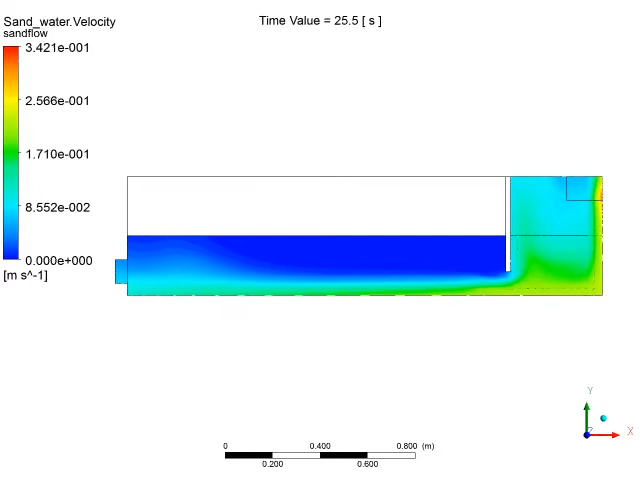 Sand_water.Velocity
sandflow
Time Value = 25.5 [ s ]
3.421e-001
2.566e-001
1.710e-001
8.552e-002
0.000e+000
[m s^-1]
Y
Z
X
0 0.400 0.800 (m)
0.200 0.600